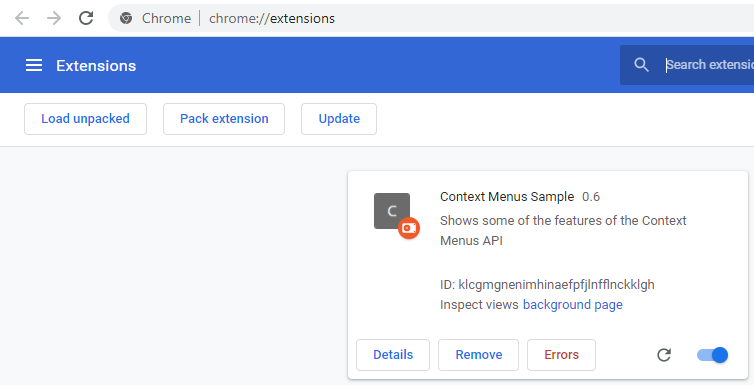 Chrome | chrome://extensions
Extensions
Search extensio
Load unpacked
Pack extension
Update
C
Context Menus Sample 0.6
Shows some of the features of the Context
Menus API
ID: klcgmgnenimhinaefpfjlnfflnckklgh
Inspect views background page
Details
Remove
Errors